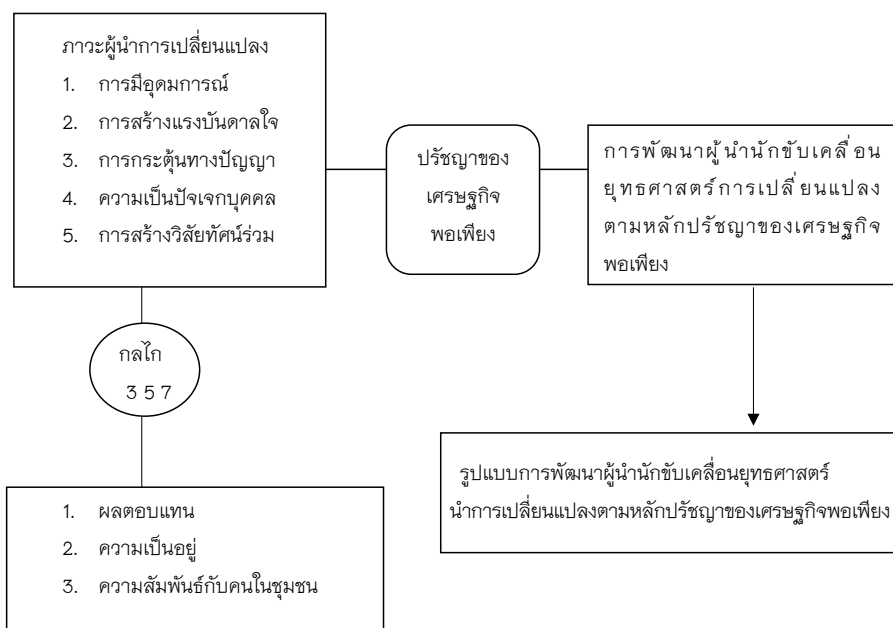 ภาวะผู้นำการเปลี่ยนแปลง
1. การมีอุดมการณ์
2. การสร้างแรงบันดาลใจ
3. การกระตุ้นทางปัญญา
4. ความเป็นปัจเจกบุคคล
5. การสร้างวิสัยทัศน์ร่วม
ปรัชญาของ
เศรษฐกิจ
พอเพียง
การพัฒนาผู้นำนักขับเคลื่อน
ยุทธศาสตร์การเปลี่ยนแปลง
ตามหลักปรัชญาของเศรษฐกิจ
พอเพียง
กลไก
3 5 7
1. ผลตอบแทน
2. ความเป็นอยู่
3. ความสัมพันธ์กับคนในชุมชน
รูปแบบการพัฒนาผู้นำนักขับเคลื่อนยุทธศาสตร์
นำการเปลี่ยนแปลงตามหลักปรัชญาของเศรษฐกิจพอเพียง